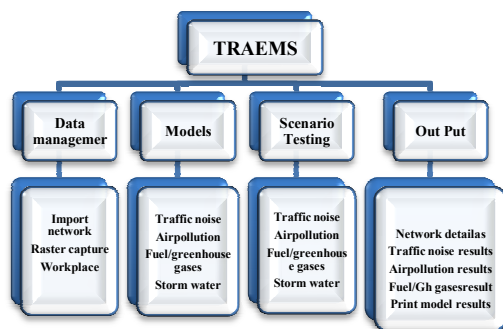 TRAEMS
Data
managemer
Models
Scenario
Testing
Out Put
Import
network
Raster capture
Workplace
Traffic noise
Airpollution
Fuel/greenhouse
gases
Storm water
Traffic noise
Airpollution
Fuel/greenhous
e gases
Storm water
Network detailas
Traffic noise results
Airpollution results
Fuel/Gh gasesresult
Print model results